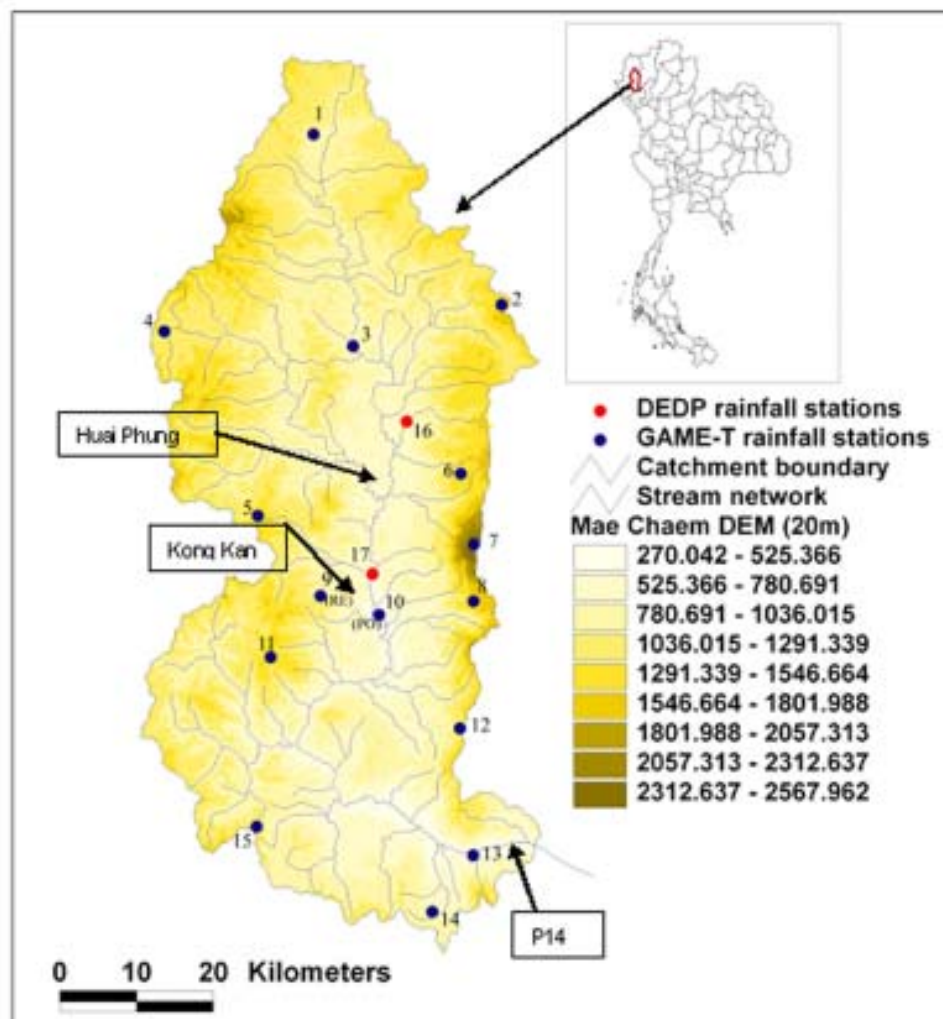 1
2
3
4
16
Huai Phung
6
5
7
Kong Kan
17
9
(RE)
10
(PO)
8
11
12
15
13
14
P14
DEDP rainfall stations
GAME-T rainfall stations
Catchment boundary
Stream network
Mae Chaem DEM (20m)
270.042 - 525.366
525.366 - 780.691
780.691 - 1036.015
1036.015 - 1291.339
1291.339 - 1546.664
1546.664 - 1801.988
1801.988 - 2057.313
2057.313 - 2312.637
2312.637 - 2567.962
0 10 20 Kilometers